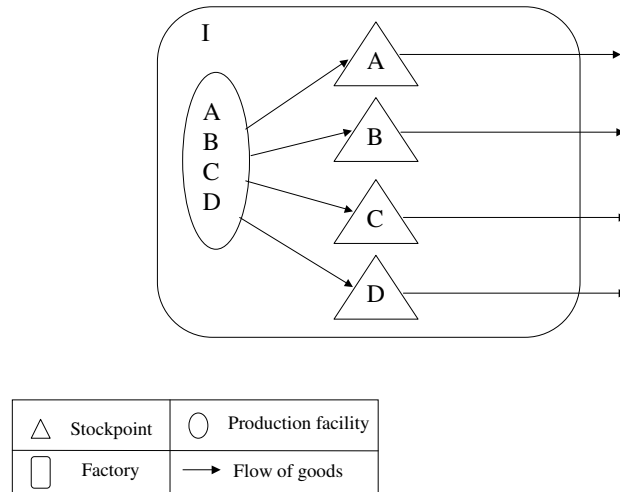 I
A
B
C
D
A
B
C
D
Stockpoint
Production facility
Factory
Flow of goods